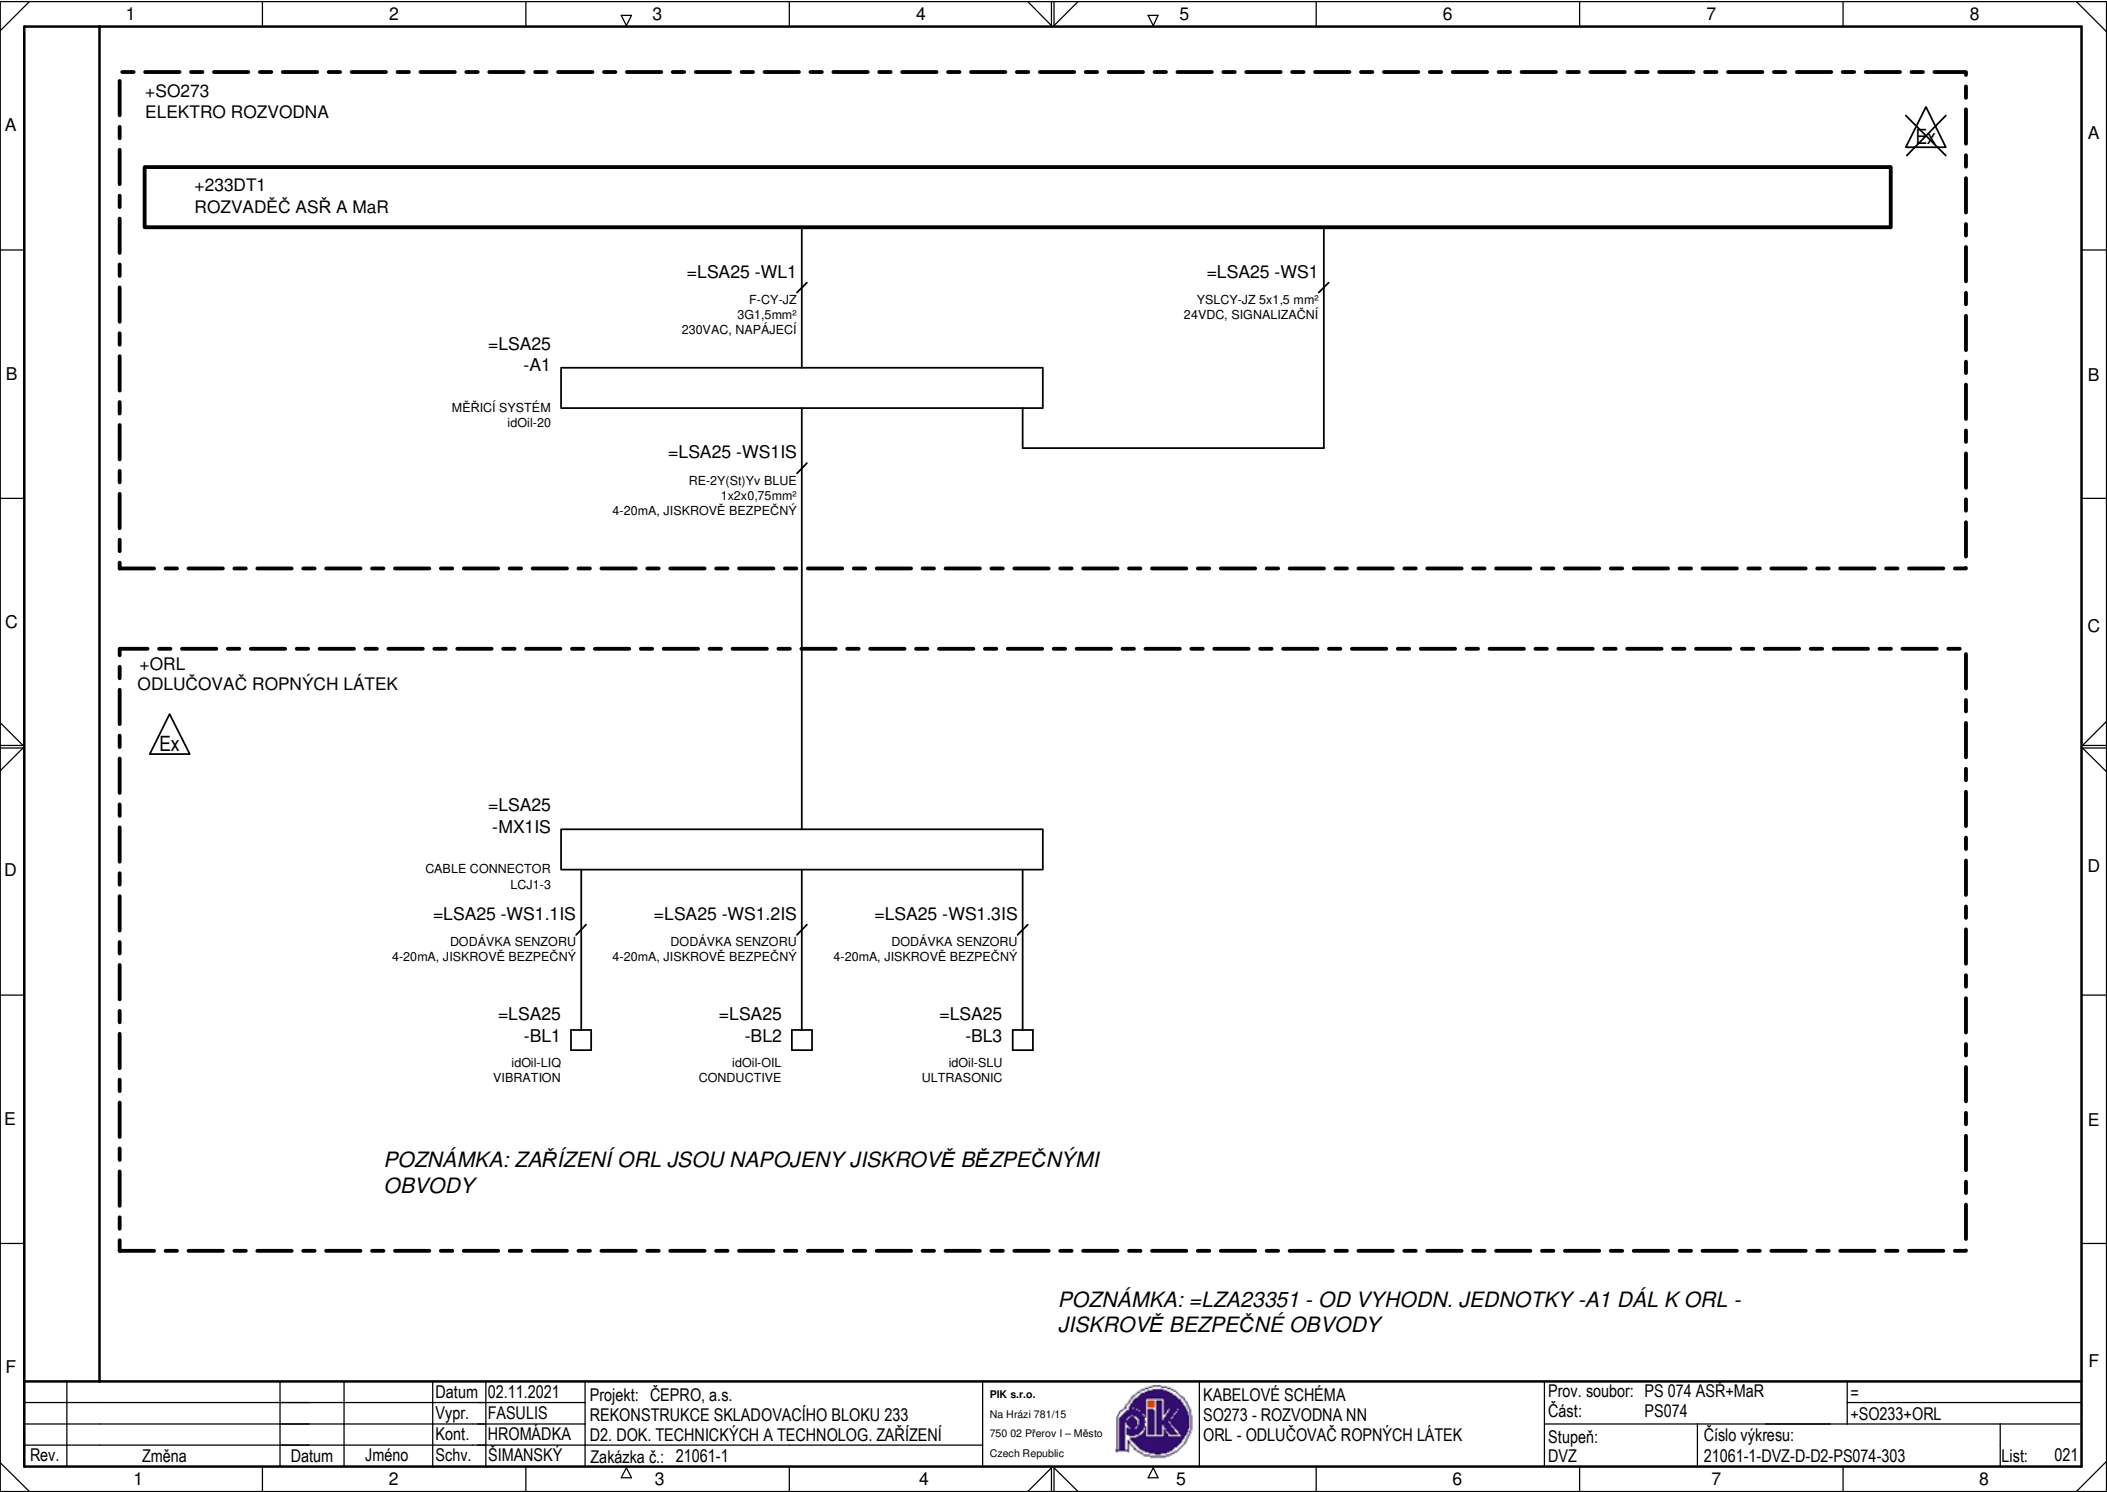 1 2 3 4 5 6 7 8
A A
B B
C C
D D
E E
F F
+SO273
ELEKTRO ROZVODNA
Ex
+233DT1
ROZVADĚČ ASŘ A MaR
=LSA25 -WL1
F-CY-JZ
3G1,5mm²
230VAC, NAPÁJECÍ
=LSA25 -WS1
YSLCY-JZ 5x1,5 mm²
24VDC, SIGNALIZAČNÍ
=LSA25
-A1
MĚŘICÍ SYSTÉM
idOil-20
=LSA25 -WS1IS
RE-2Y(St)Yv BLUE
1x2x0,75mm²
4-20mA, JISKROVĚ BEZPEČNÝ
+ORL
ODLUČOVAČ ROPNÝCH LÁTEK
Ex
=LSA25
-MX1IS
CABLE CONNECTOR
LCJ1-3
=LSA25 -WS1.1IS
DODÁVKA SENZORU
4-20mA, JISKROVĚ BEZPEČNÝ
=LSA25 -WS1.2IS
DODÁVKA SENZORU
4-20mA, JISKROVĚ BEZPEČNÝ
=LSA25 -WS1.3IS
DODÁVKA SENZORU
4-20mA, JISKROVĚ BEZPEČNÝ
=LSA25
-BL1
idOil-LIQ
VIBRATION
=LSA25
-BL2
idOil-OIL
CONDUCTIVE
=LSA25
-BL3
idOil-SLU
ULTRASONIC
POZNÁMKA: ZAŘÍZENÍ ORL JSOU NAPOJENY JISKROVĚ BĚZPEČNÝMI
OBVODY
POZNÁMKA: =LZA23351 - OD VYHODN. JEDNOTKY -A1 DÁL K ORL -
JISKROVĚ BEZPEČNÉ OBVODY
Rev. Změna Datum Jméno
Datum 02.11.2021
Vypr. FASULIS
Kont. HROMÁDKA
Schv. ŠIMANSKÝ
Projekt: ČEPRO, a.s.
REKONSTRUKCE SKLADOVACÍHO BLOKU 233
D2. DOK. TECHNICKÝCH A TECHNOLOG. ZAŘÍZENÍ
Zakázka č.: 21061-1
PIK s.r.o.
Na Hrázi 781/15
750 02 Přerov I – Město
Czech Republic
pik
KABELOVÉ SCHÉMA
SO273 - ROZVODNA NN
ORL - ODLUČOVAČ ROPNÝCH LÁTEK
Prov. soubor: PS 074 ASŘ+MaR
Část: PS074
=
+SO233+ORL
Stupeň:
DVZ
Číslo výkresu:
21061-1-DVZ-D-D2-PS074-303
List: 021
1 2 3 4 5 6 7 8